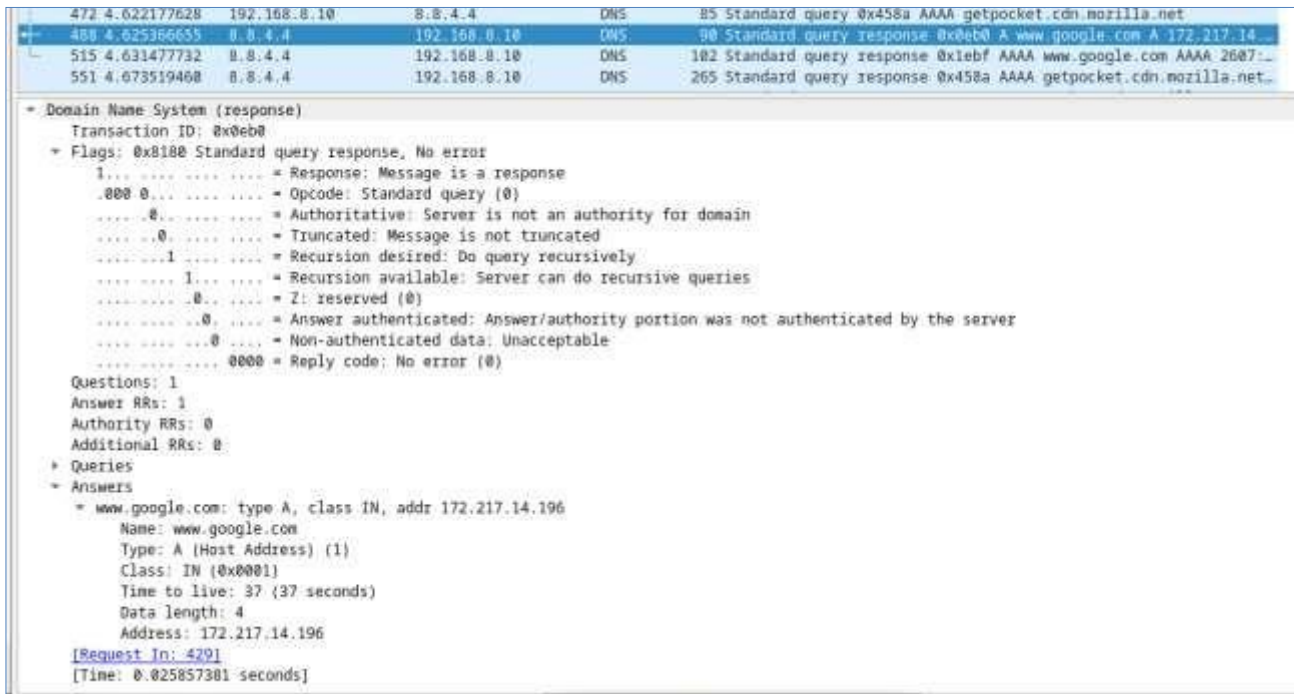 472 4.622177628 192.168.8.10 8.8.4.4 DNS 85 Standard query 0x458a AAAA getpocket.cdn.mozilla.net
488 4.625366655 8.8.4.4 192.168.8.10 DNS 90 Standard query response 0x0eb0 A www.google.com A 172.217.14…
515 4.631477732 8.8.4.4 192.168.8.10 DNS 102 Standard query response 0x1ebf AAAA www.google.com AAAA 2607:…
551 4.673519460 8.8.4.4 192.168.8.10 DNS 265 Standard query response 0x458a AAAA getpocket.cdn.mozilla.net…
Domain Name System (response)
Transaction ID: 0x0eb0
Flags: 0x8180 Standard query response, No error
1... .... .... .... = Response: Message is a response
.000 0... .... .... = Opcode: Standard query (0)
.... .0.. .... .... = Authoritative: Server is not an authority for domain
.... ..0. .... .... = Truncated: Message is not truncated
.... ...1 .... .... = Recursion desired: Do query recursively
.... .... 1... .... = Recursion available: Server can do recursive queries
.... .... .0.. .... = Z: reserved (0)
.... .... ..0. .... = Answer authenticated: Answer/authority portion was not authenticated by the server
.... .... ...0 .... = Non-authenticated data: Unacceptable
.... .... .... 0000 = Reply code: No error (0)
Questions: 1
Answer RRs: 1
Authority RRs: 0
Additional RRs: 0
Queries
Answers
www.google.com: type A, class IN, addr 172.217.14.196
Name: www.google.com
Type: A (Host Address) (1)
Class: IN (0x0001)
Time to live: 37 (37 seconds)
Data length: 4
Address: 172.217.14.196
[Request In: 429]
[Time: 0.025857381 seconds]